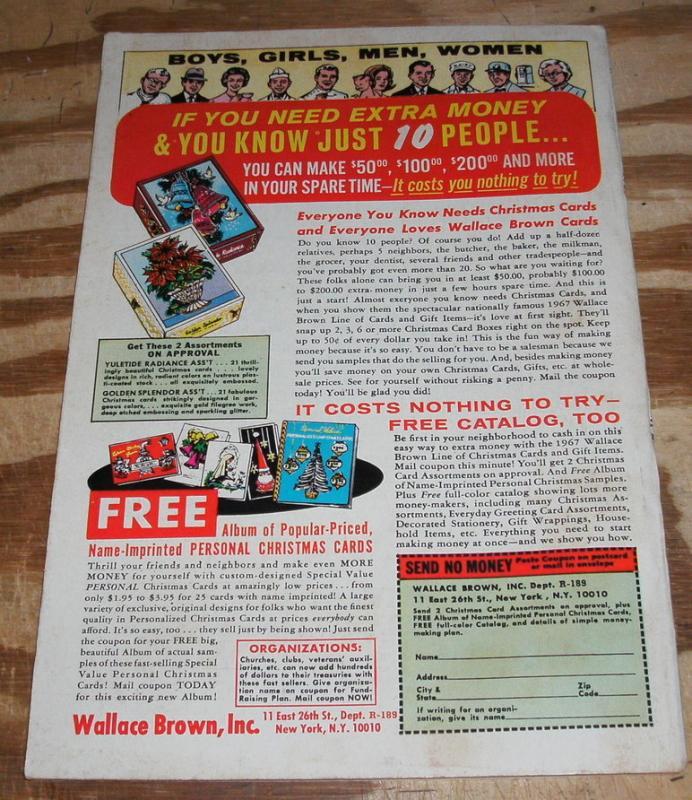 BOYS, GIRLS, MEN, WOMEN
IF YOU NEED EXTRA MONEY
& YOU KNOW JUST 10 PEOPLE...
YOU CAN MAKE $50⁰⁰, $100⁰⁰, $200⁰⁰ AND MORE
IN YOUR SPARE TIME—It costs you nothing to try!
Everyone You Know Needs Christmas Cards
and Everyone Loves Wallace Brown Cards
Do you know 10 people? Of course you do! Add up a half-dozen
relatives, perhaps 5 neighbors, the butcher, the baker, the milkman,
the grocer, your dentist, several friends and other tradespeople—and
you've probably got even more than 20. So what are you waiting for?
These folks alone can bring you in at least $50.00, probably $100.00
to $200.00 extra money in just a few hours spare time. And this is
just a start! Almost everyone you know needs Christmas Cards, and
when you show them the spectacular nationally famous 1967 Wallace
Brown Line of Cards and Gift Items—it's love at first sight. They'll
snap up 2, 3, 6 or more Christmas Card Boxes right on the spot. Keep
up to 50¢ of every dollar you take in! This is the fun way of making
money because it's so easy. You don't have to be a salesman because we
send you samples that do the selling for you. And, besides making money
you'll save money on your own Christmas Cards, Gifts, etc. at whole-
sale prices. See for yourself without risking a penny. Mail the coupon
today! You'll be glad you did!
Get These 2 Assortments
ON APPROVAL
YULETIDE RADIANCE ASS'T . . . 21 thrill-
ingly beautiful Christmas cards . . . lovely
designs in rich, radiant colors on lustrous plas-
ti-coated stock . . . all exquisitely embossed.
GOLDEN SPLENDOR ASS'T . . . 21 fabulous
Christmas cards strikingly designed in gor-
geous colors, . . . exquisite gold filigree work,
deep etched embossing and sparkling glitter.
IT COSTS NOTHING TO TRY—
FREE CATALOG, TOO
Be first in your neighborhood to cash in on this
easy way to extra money with the 1967 Wallace
Brown Line of Christmas Cards and Gift Items.
Mail coupon this minute! You'll get 2 Christmas
Card Assortments on approval. And Free Album
of Name-Imprinted Personal Christmas Samples,
Plus Free full-color catalog showing lots more
money-makers, including many Christmas As-
sortments, Everyday Greeting Card Assortments,
Decorated Stationery, Gift Wrappings, House-
hold Items, etc. Everything you need to start
making money at once—and we show you how.
FREE
Album of Popular-Priced,
Name-Imprinted PERSONAL CHRISTMAS CARDS
Thrill your friends and neighbors and make even MORE
MONEY for yourself with custom-designed Special Value
PERSONAL Christmas Cards at amazingly low prices . . . from
only $1.95 to $3.95 for 25 cards with name imprinted! A large
variety of exclusive, original designs for folks who want the finest
quality in Personalized Christmas Cards at prices everybody can
afford. It's so easy, too . . . they sell just by being shown! Just send
the coupon for your FREE big,
beautiful Album of actual sam-
ples of these fast-selling Special
Value Personal Christmas
Cards! Mail coupon TODAY
for this exciting new Album!
ORGANIZATIONS:
Churches, clubs, veterans' auxil-
iaries, etc. can now add hundreds
of dollars to their treasuries with
these fast sellers. Give organiza-
tion name on coupon for Fund-
Raising Plan. Mail coupon NOW!
Wallace Brown, Inc. 11 East 26th St., Dept. R-189
New York, N.Y. 10010
SEND NO MONEY Paste Coupon on postcard
or mail in envelope
WALLACE BROWN, INC. Dept. R-189
11 East 26th St., New York, N.Y. 10010
Send 2 Christmas Card Assortments on approval, plus
FREE Album of Name-Imprinted Personal Christmas Cards,
FREE full-color Catalog, and details of simple money-
making plan.
Name
Address
City & State
Zip Code
If writing for an organi-
zation, give its name